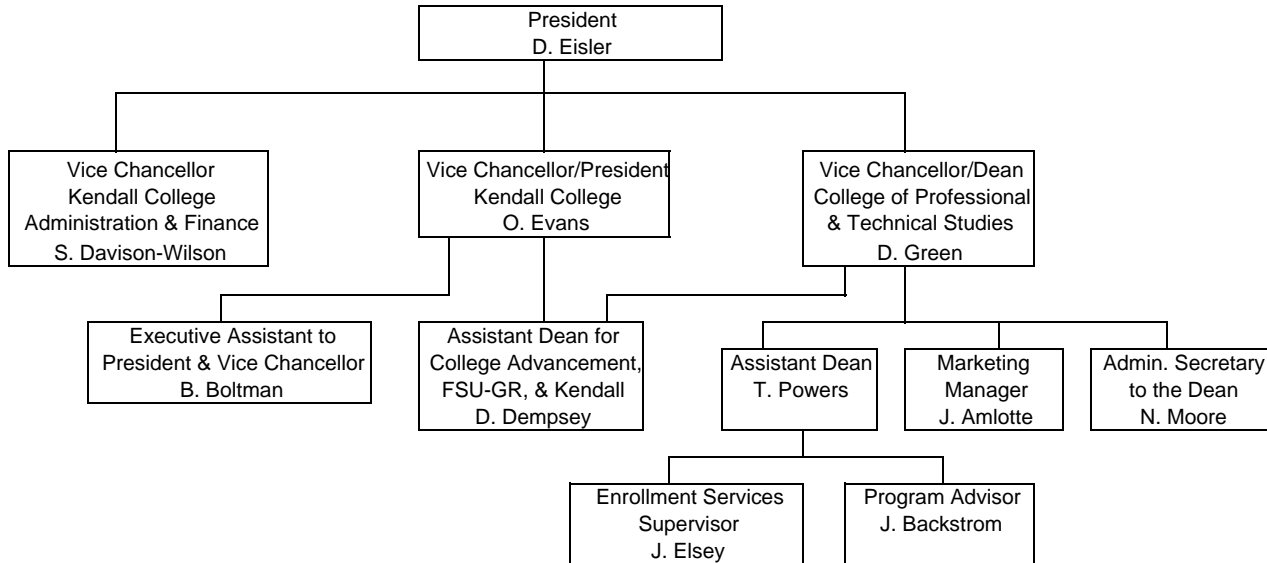 President
D. Eisler
Vice Chancellor
Kendall College
Administration & Finance
S. Davison-Wilson
Vice Chancellor/President
Kendall College
O. Evans
Vice Chancellor/Dean
College of Professional
& Technical Studies
D. Green
Executive Assistant to
President & Vice Chancellor
B. Boltman
Assistant Dean for
College Advancement,
FSU-GR, & Kendall
D. Dempsey
Assistant Dean
T. Powers
Marketing
Manager
J. Amlotte
Admin. Secretary
to the Dean
N. Moore
Enrollment Services
Supervisor
J. Elsey
Program Advisor
J. Backstrom